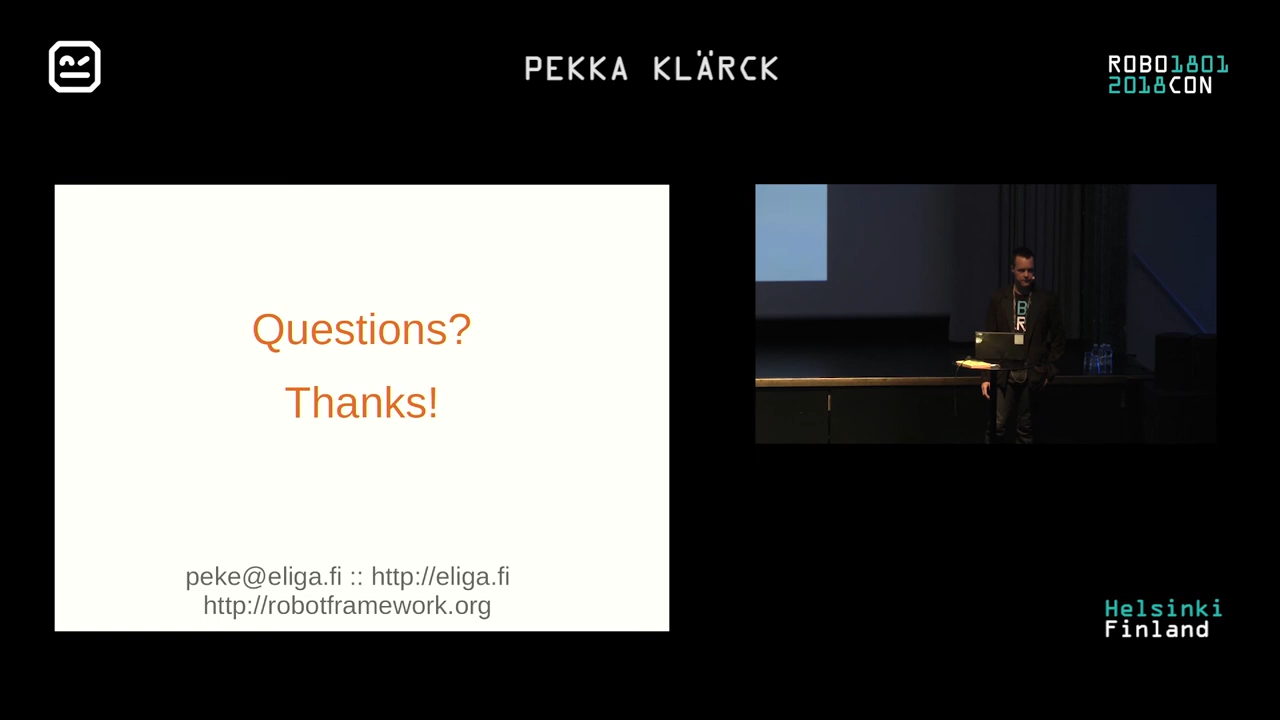 PEKKA KLÄRCK
ROBO1801
2018CON
Questions?
Thanks!
peke@eliga.fi :: http://eliga.fi
http://robotframework.org
B
R
Helsinki
Finland